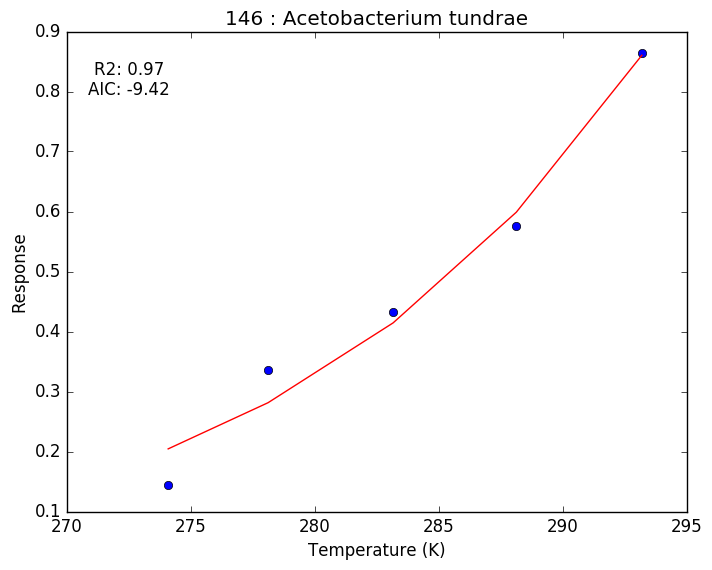 146 : Acetobacterium tundrae
R2: 0.97
AIC: -9.42
Response
0.9
0.8
0.7
0.6
0.5
0.4
0.3
0.2
0.1
270 275 280 285 290 295
Temperature (K)